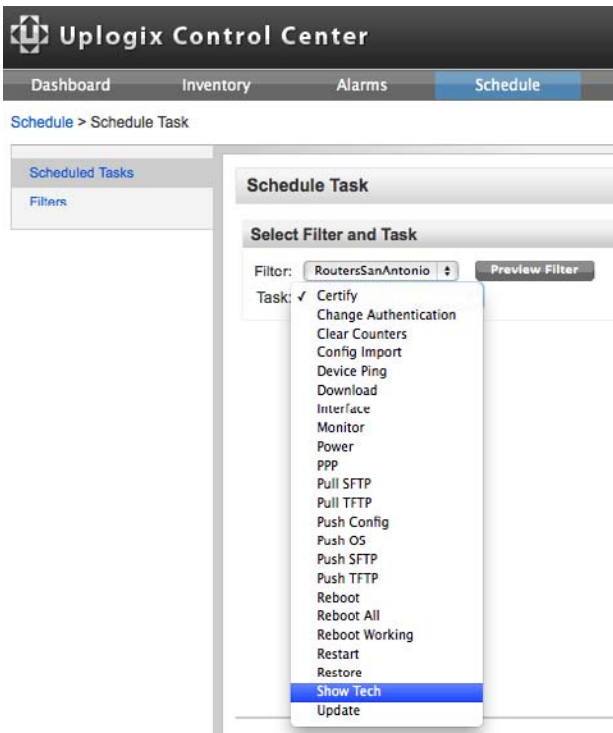 Uplogix Control Center
Dashboard Inventory Alarms Schedule
Schedule > Schedule Task
Scheduled Tasks
Filters
Schedule Task
Select Filter and Task
Filter: RoutersSanAntonio Preview Filter
Task: ✓ Certify
Change Authentication
Clear Counters
Config Import
Device Ping
Download
Interface
Monitor
Power
PPP
Pull SFTP
Pull TFTP
Push Config
Push OS
Push SFTP
Push TFTP
Reboot
Reboot All
Reboot Working
Restart
Restore
Show Tech
Update